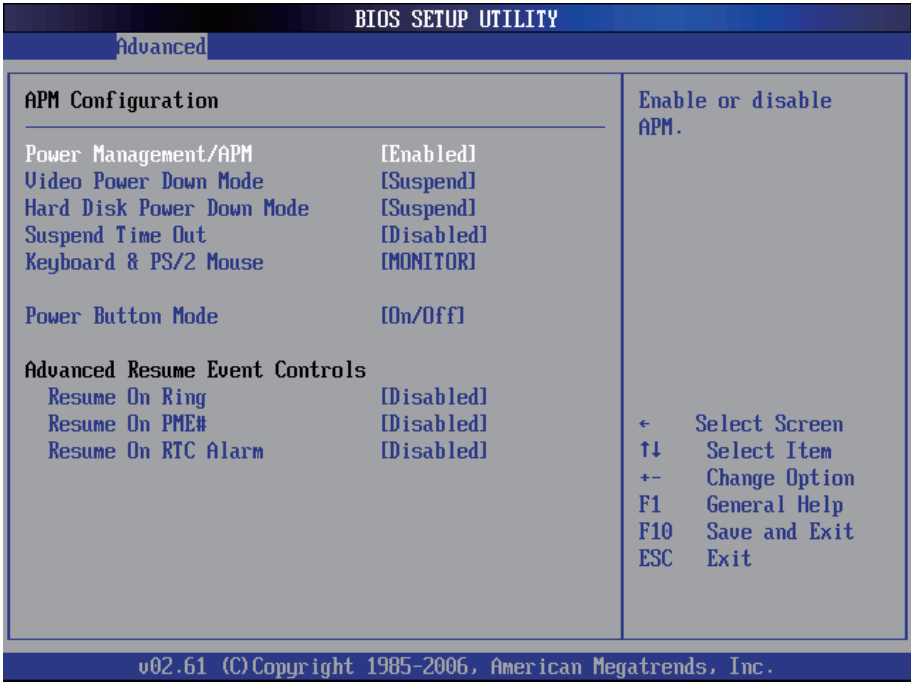 BIOS SETUP UTILITY
Advanced
APM Configuration
Power Management/APM [Enabled]
Video Power Down Mode [Suspend]
Hard Disk Power Down Mode [Suspend]
Suspend Time Out [Disabled]
Keyboard & PS/2 Mouse [MONITOR]
Power Button Mode [On/Off]
Advanced Resume Event Controls
Resume On Ring [Disabled]
Resume On PME# [Disabled]
Resume On RTC Alarm [Disabled]
Enable or disable
APM.
← Select Screen
↑↓ Select Item
+- Change Option
F1 General Help
F10 Save and Exit
ESC Exit
v02.61 (C)Copyright 1985-2006, American Megatrends, Inc.